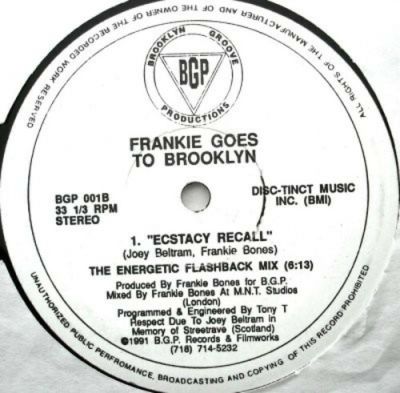 BROOKLYN GROOVE
BGP
PRODUCTIONS
FRANKIE GOES
TO BROOKLYN
BGP 001B
33 1/3 RPM
STEREO
DISC-TINCT MUSIC
INC. (BMI)
1. "ECSTACY RECALL"
(Joey Beltram, Frankie Bones)
THE ENERGETIC FLASHBACK MIX (6:13)
Produced By Frankie Bones for B.G.P.
Mixed By Frankie Bones At M.N.T. Studios
(London)
Programmed & Engineered By Tony T
Respect Due To Joey Beltram in
Memory of Streetrave (Scotland)
©1991 B.G.P. Records & Filmworks
(718) 714-5232
ALL RIGHTS OF THE MANUFACTURER AND OF THE OWNER OF THE RECORDED WORK RESERVED
UNAUTHORIZED PUBLIC PERFROMANCE, BROADCASTING AND COPYING OF THIS RECORD PROHIBITED